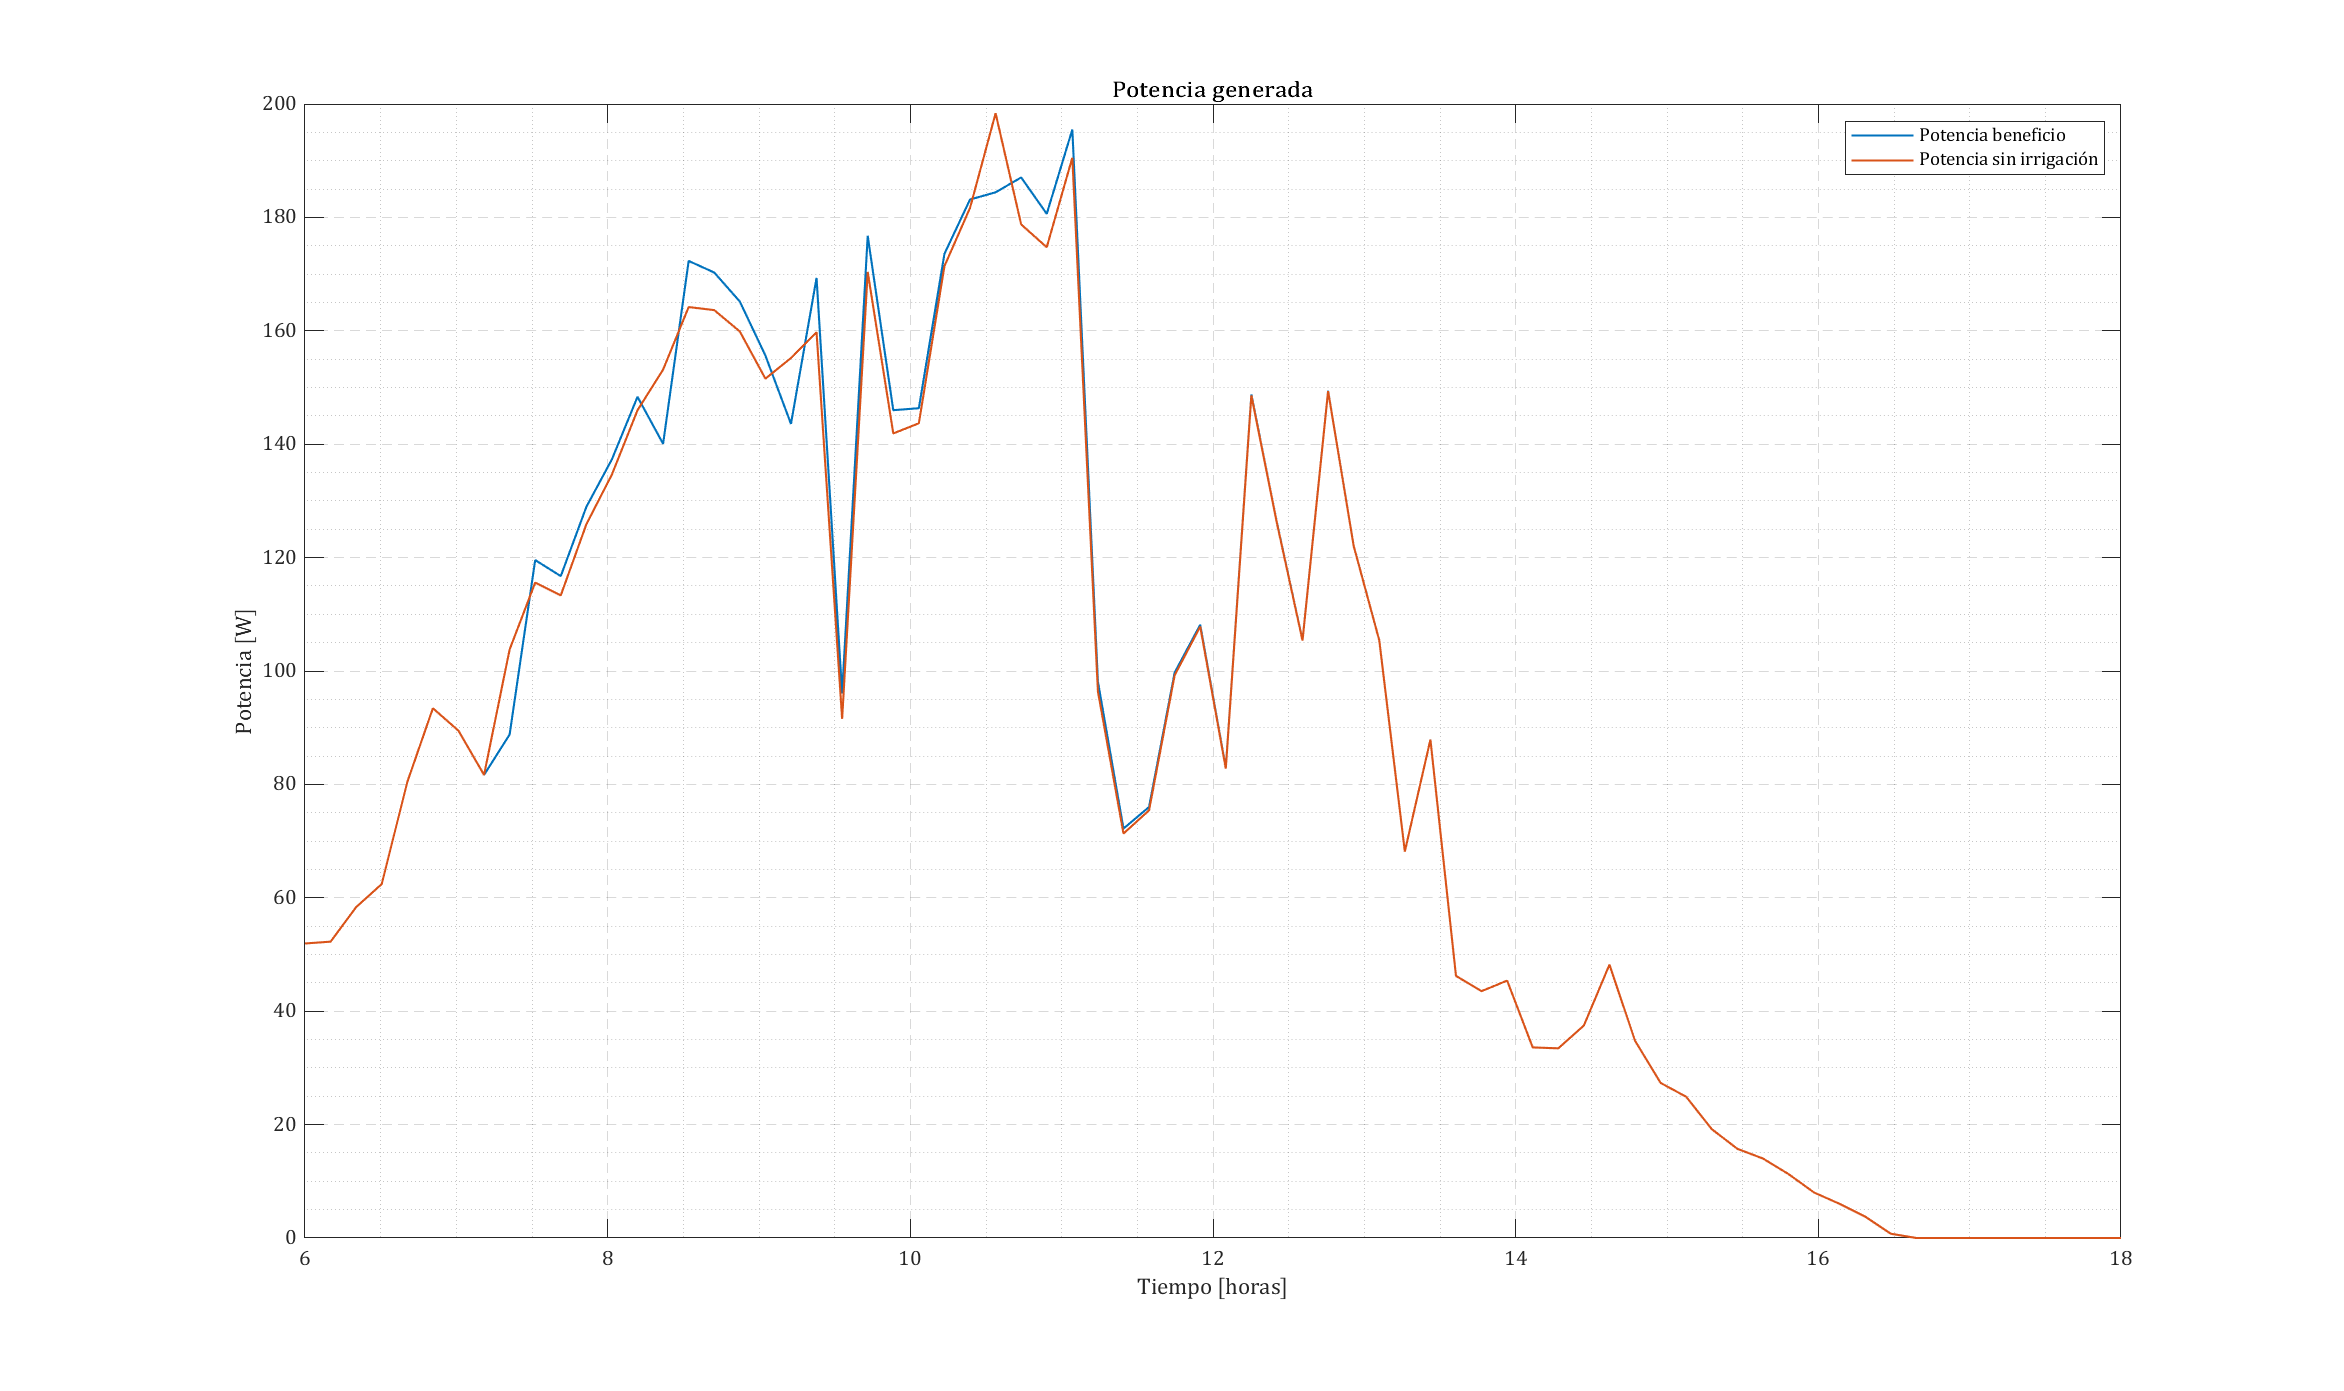 Potencia generada
200
180
160
140
120
100
80
60
40
20
0
Potencia [W]
Potencia beneficio
Potencia sin irrigación
6 8 10 12 14 16 18
Tiempo [horas]